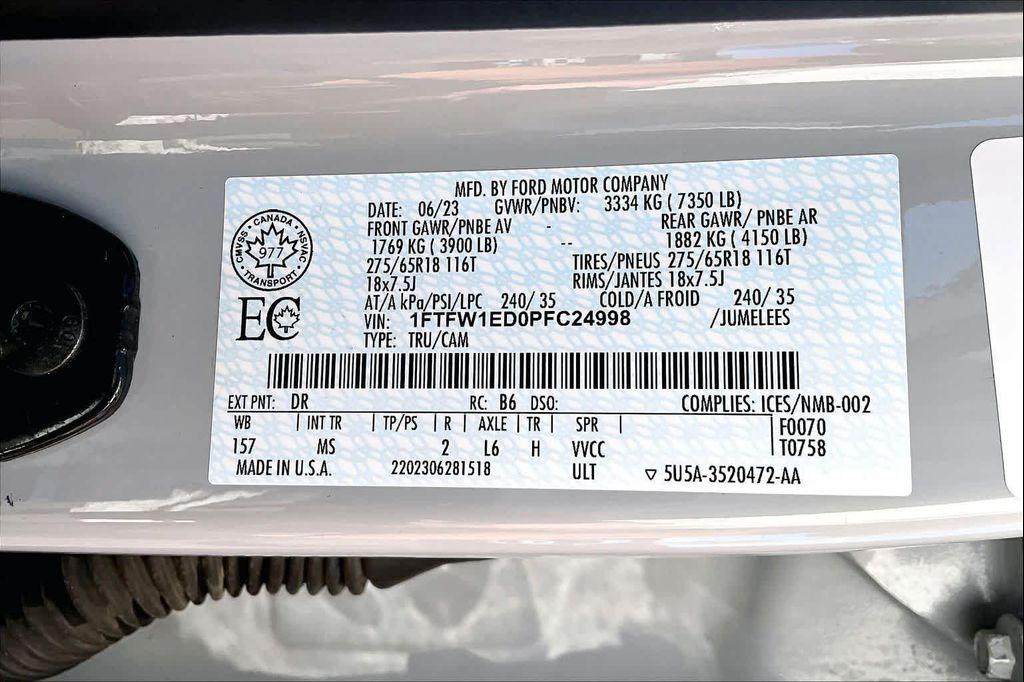 MFD. BY FORD MOTOR COMPANY
DATE: 06/23 GVWR/PNBV: 3334 KG ( 7350 LB)
FRONT GAWR/PNBE AV - REAR GAWR/ PNBE AR
1769 KG ( 3900 LB) -- 1882 KG ( 4150 LB)
275/65R18 116T TIRES/PNEUS 275/65R18 116T
18x7.5J RIMS/JANTES 18x7.5J
AT/A kPa/PSI/LPC 240/ 35 COLD/A FROID 240/ 35
VIN: 1FTFW1ED0PFC24998 /JUMELEES
TYPE: TRU/CAM
CANADA
CMVSS NSVAC
977
TRANSPORT
EC
EXT PNT: DR RC: B6 DSO: COMPLIES: ICES/NMB-002
WB | INT TR | TP/PS | R | AXLE | TR | SPR | F0070
157 MS 2 L6 H VVCC T0758
MADE IN U.S.A. 2202306281518 ULT ▽ 5U5A-3520472-AA